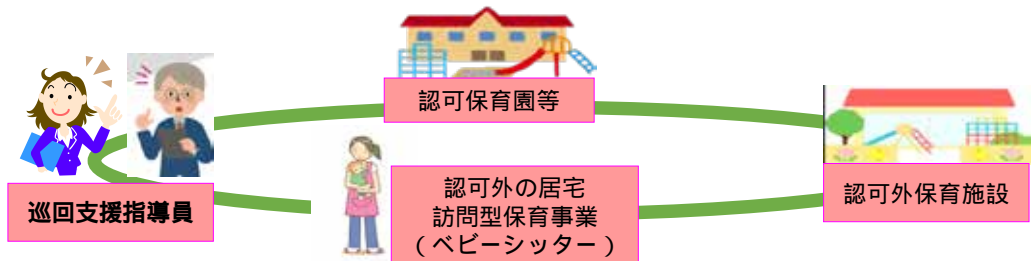 認可保育園等
巡回支援指導員
認可外の居宅
訪問型保育事業
（ベビーシッター）
認可外保育施設